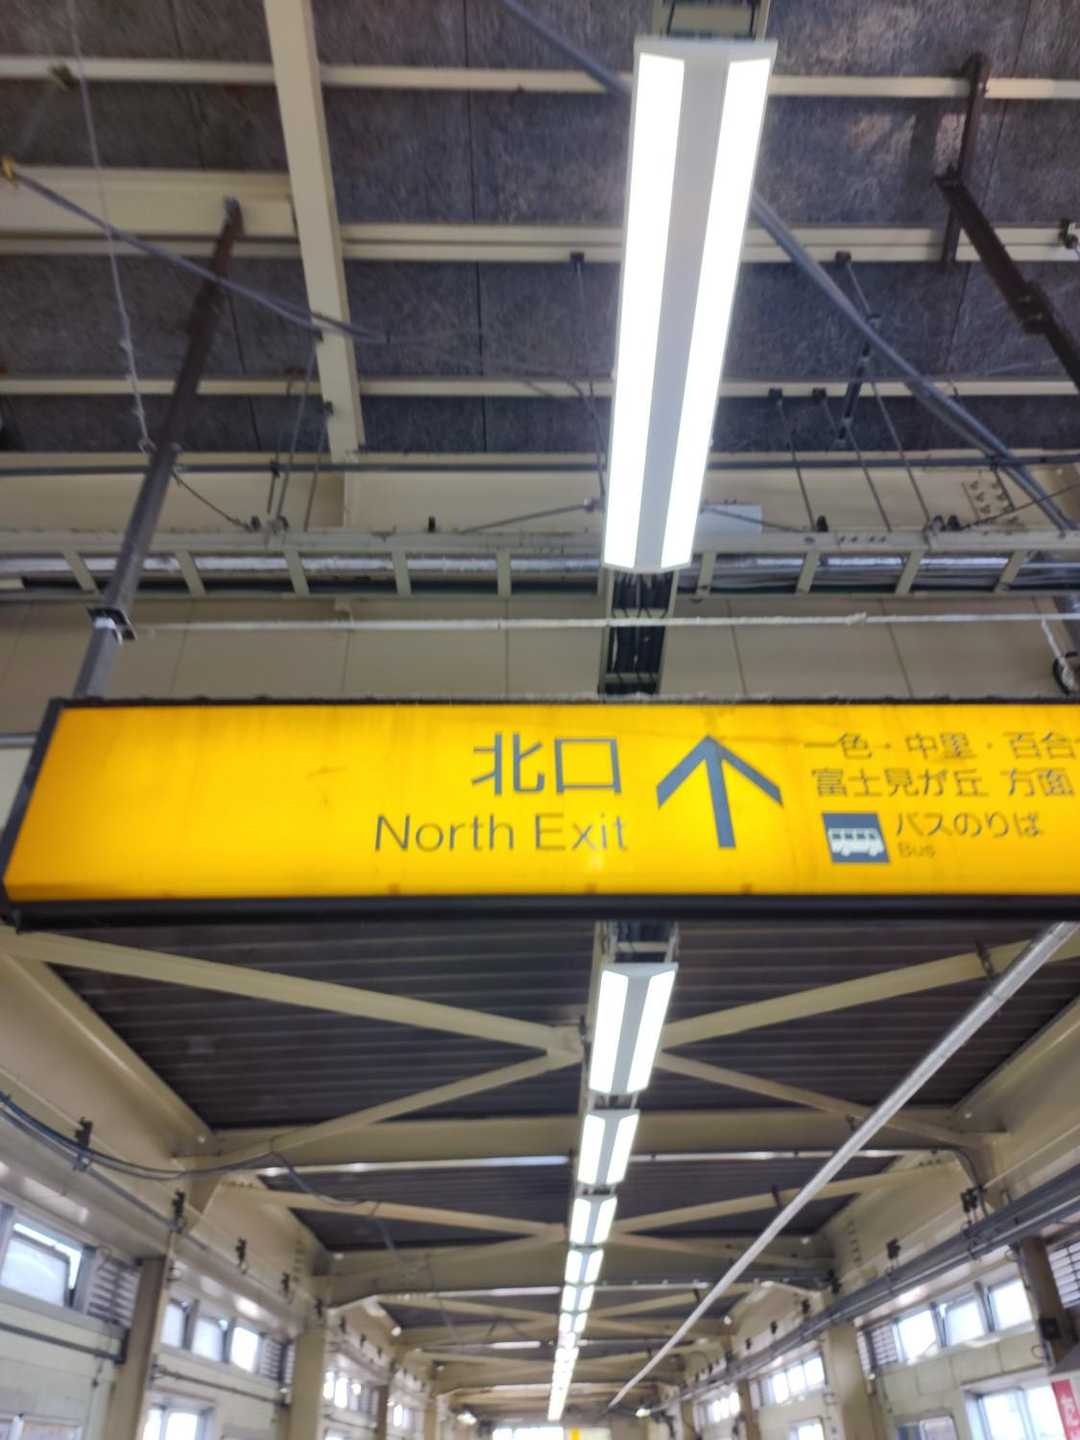 北口
North Exit
一色・中里・百合
富士見が丘 方面
バスのりば
Bus